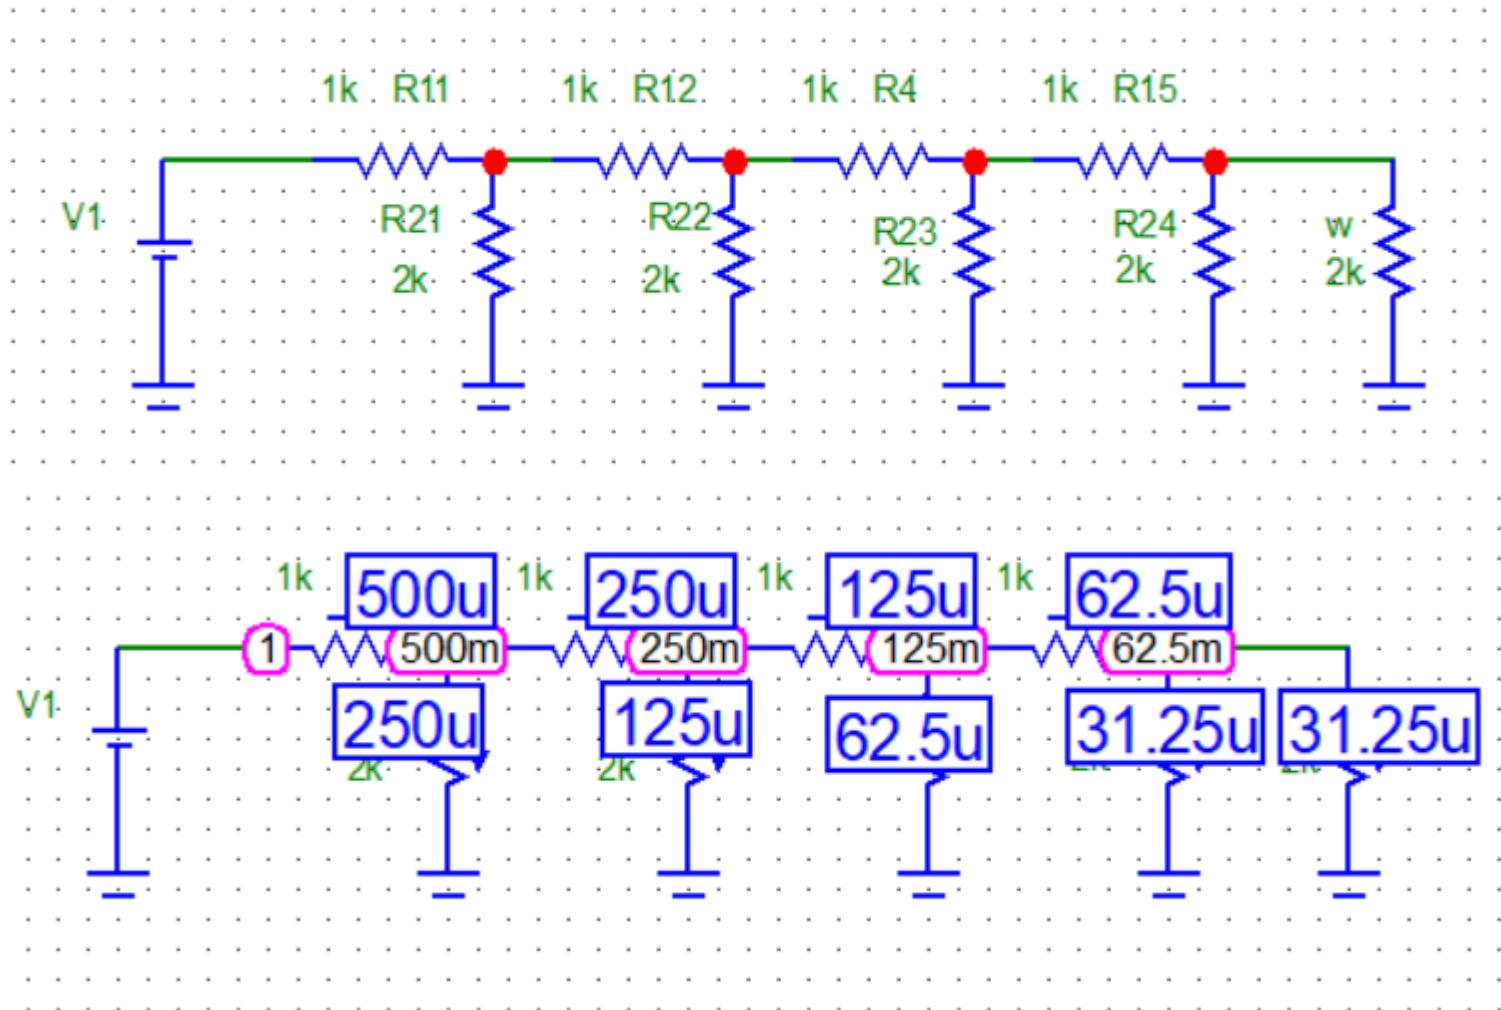 1k R11 1k R12 1k R4 1k R15
V1 R21 R22 R23 R24 w
2k 2k 2k 2k 2k
1k 500u 1k 250u 1k 125u 1k 62.5u
1 500m 250m 125m 62.5m
V1 250u 125u 62.5u 31.25u 31.25u
2k 2k